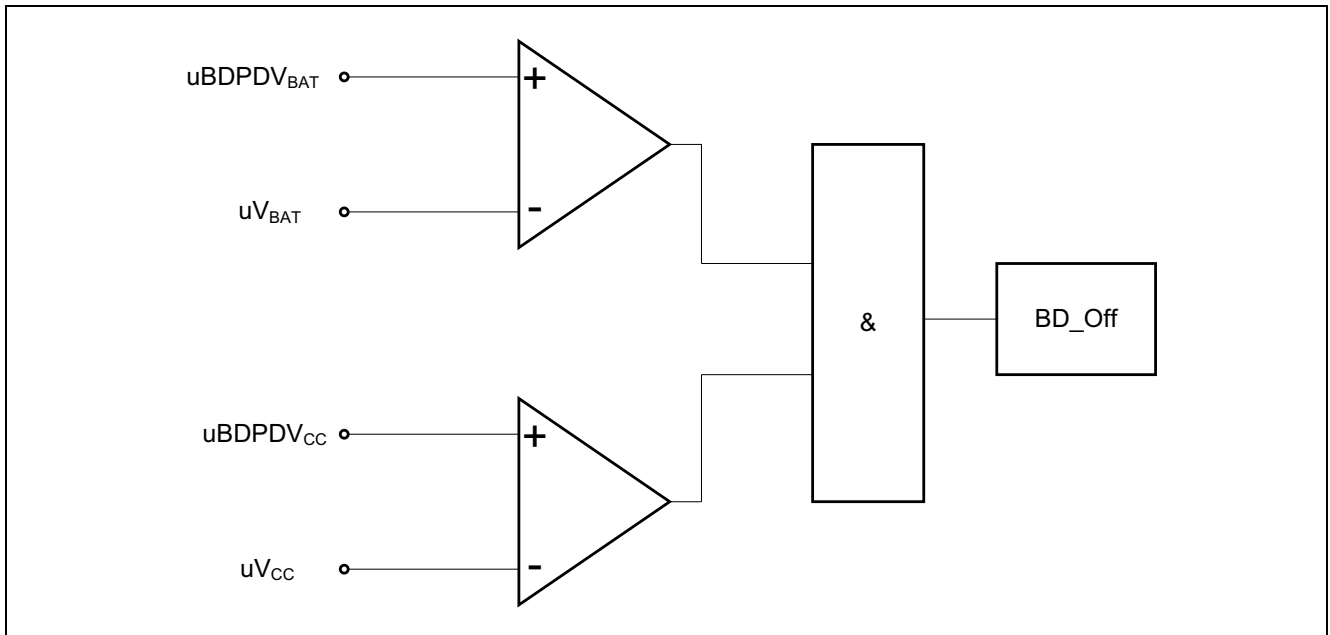 uBDPDVBAT
+
uVBAT
-
&
BD_Off
uBDPDVCC
+
uVCC
-